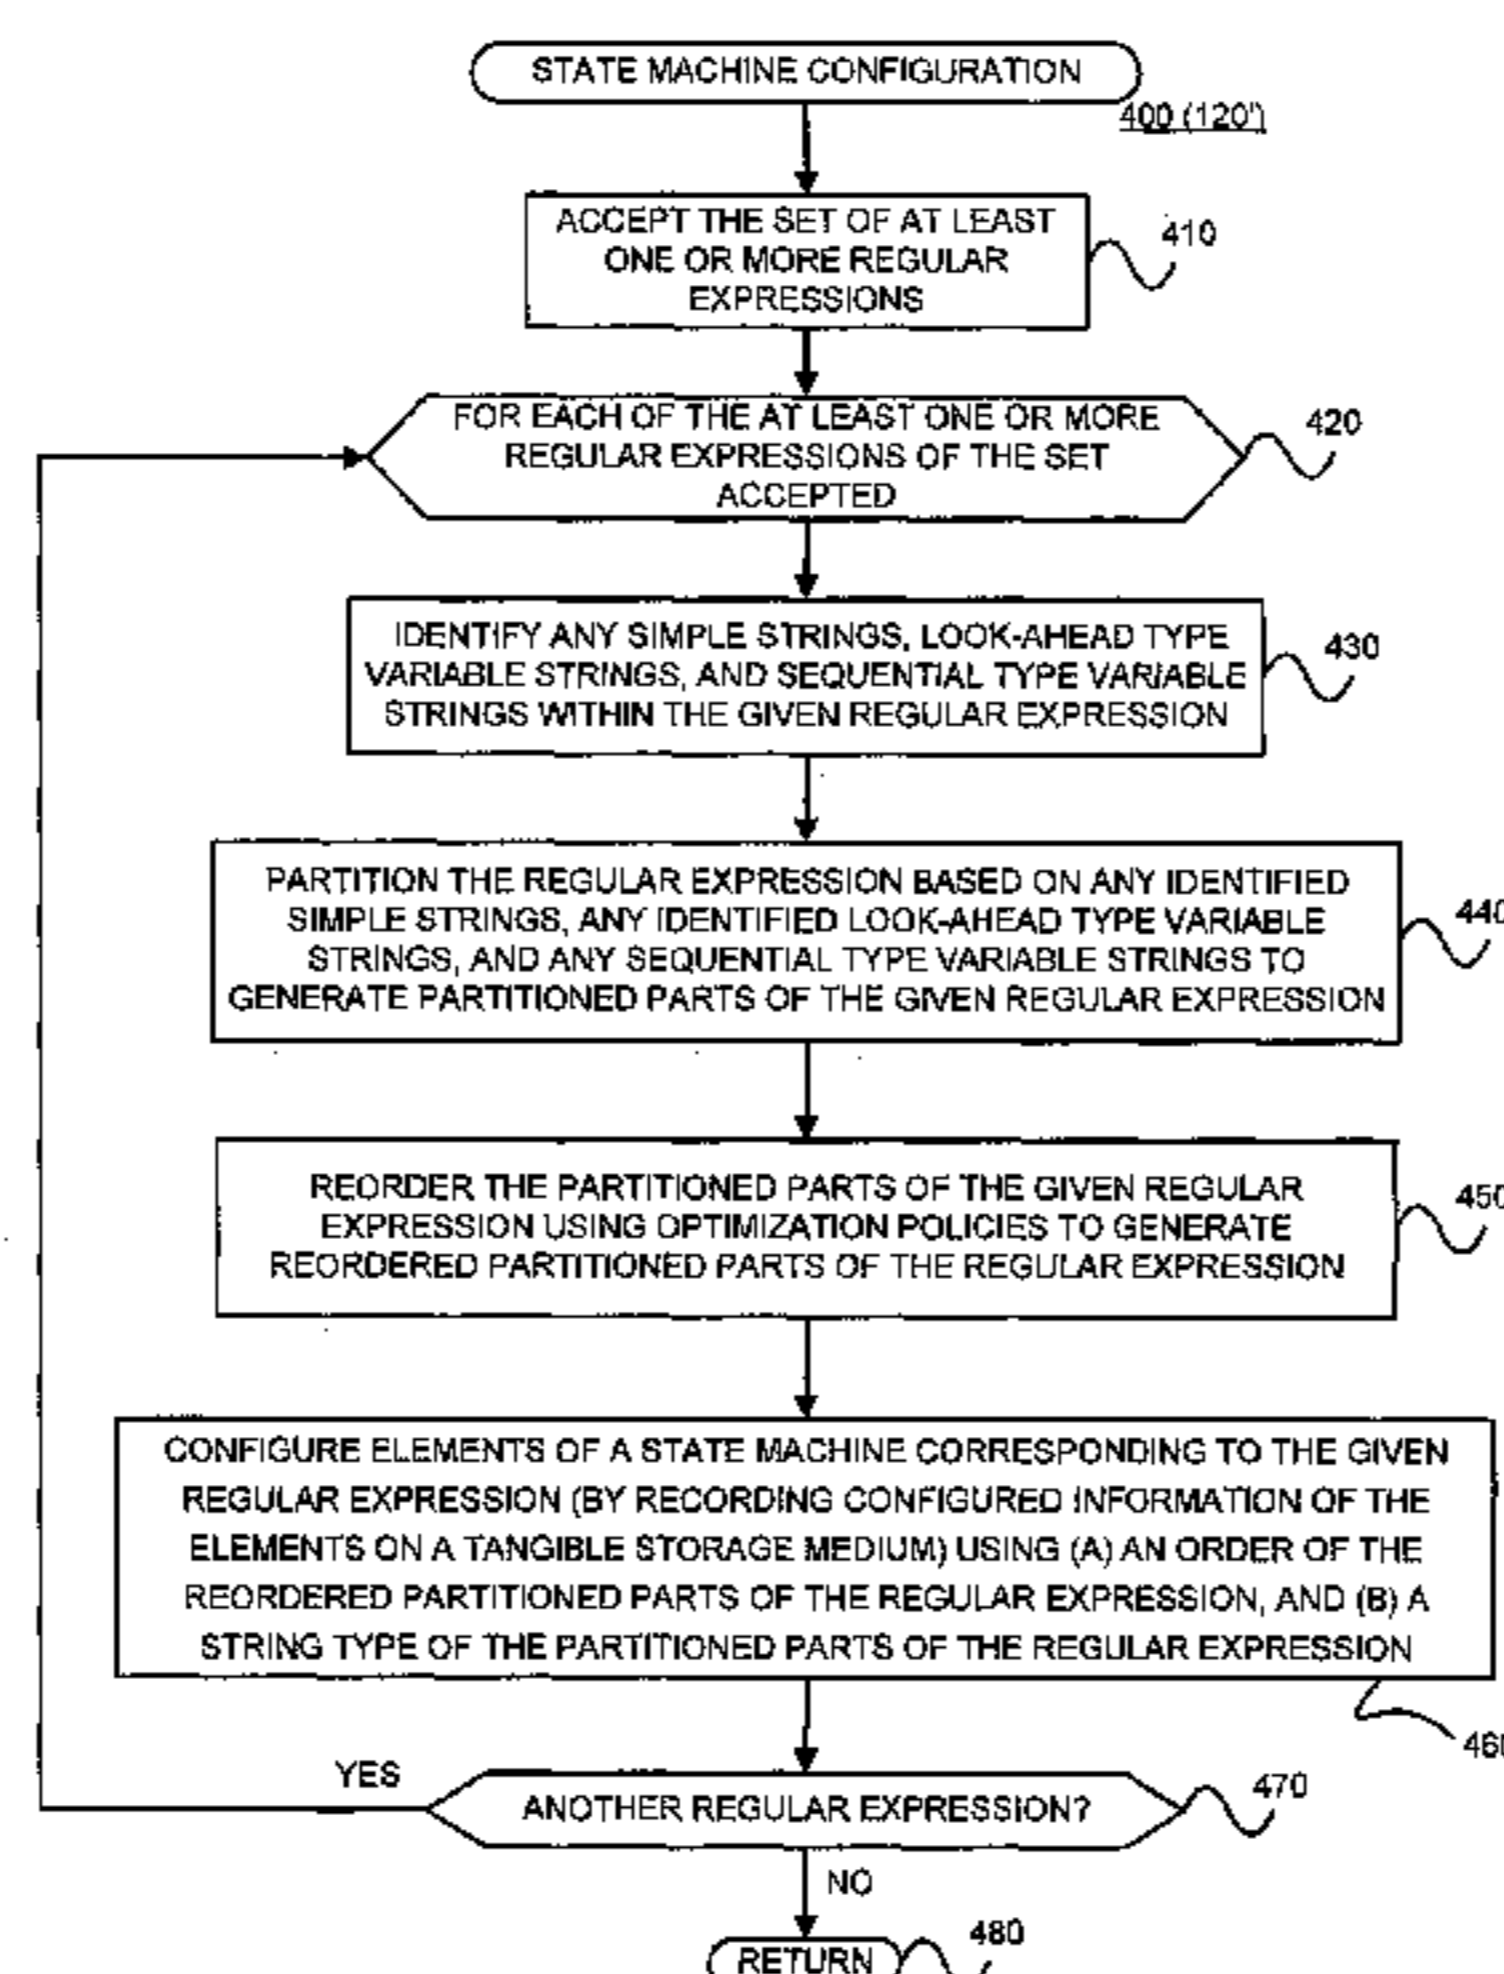 STATE MACHINE CONFIGURATION
400 (120')
ACCEPT THE SET OF AT LEAST
ONE OR MORE REGULAR
EXPRESSIONS
410
FOR EACH OF THE AT LEAST ONE OR MORE
REGULAR EXPRESSIONS OF THE SET
ACCEPTED
420
IDENTIFY ANY SIMPLE STRINGS, LOOK-AHEAD TYPE
VARIABLE STRINGS, AND SEQUENTIAL TYPE VARIABLE
STRINGS WITHIN THE GIVEN REGULAR EXPRESSION
430
PARTITION THE REGULAR EXPRESSION BASED ON ANY IDENTIFIED
SIMPLE STRINGS, ANY IDENTIFIED LOOK-AHEAD TYPE VARIABLE
STRINGS, AND ANY SEQUENTIAL TYPE VARIABLE STRINGS TO
GENERATE PARTITIONED PARTS OF THE GIVEN REGULAR EXPRESSION
440
REORDER THE PARTITIONED PARTS OF THE GIVEN REGULAR
EXPRESSION USING OPTIMIZATION POLICIES TO GENERATE
REORDERED PARTITIONED PARTS OF THE REGULAR EXPRESSION
450
CONFIGURE ELEMENTS OF A STATE MACHINE CORRESPONDING TO THE GIVEN
REGULAR EXPRESSION (BY RECORDING CONFIGURED INFORMATION OF THE
ELEMENTS ON A TANGIBLE STORAGE MEDIUM) USING (A) AN ORDER OF THE
REORDERED PARTITIONED PARTS OF THE REGULAR EXPRESSION, AND (B) A
STRING TYPE OF THE PARTITIONED PARTS OF THE REGULAR EXPRESSION
460
YES
ANOTHER REGULAR EXPRESSION?
470
NO
RETURN
480